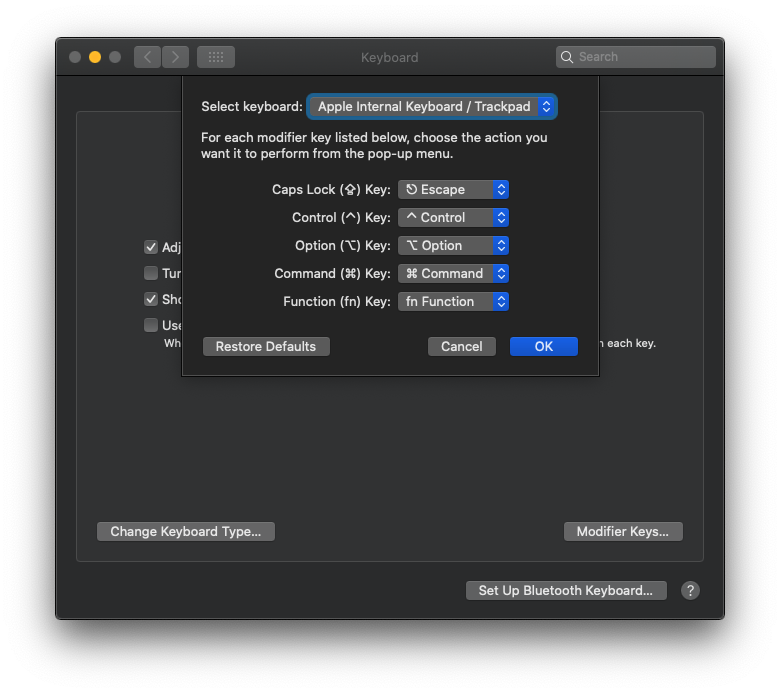 Keyboard
Search
Select keyboard: Apple Internal Keyboard / Trackpad
For each modifier key listed below, choose the action you
want it to perform from the pop-up menu.
Caps Lock (⇪) Key: ⎋ Escape
Control (^) Key: ^ Control
Option (⌥) Key: ⌥ Option
Command (⌘) Key: ⌘ Command
Function (fn) Key: fn Function
Restore Defaults
Cancel
OK
Adj
Tur
Sho
Use
Wh
each key.
Change Keyboard Type...
Modifier Keys...
Set Up Bluetooth Keyboard...
?